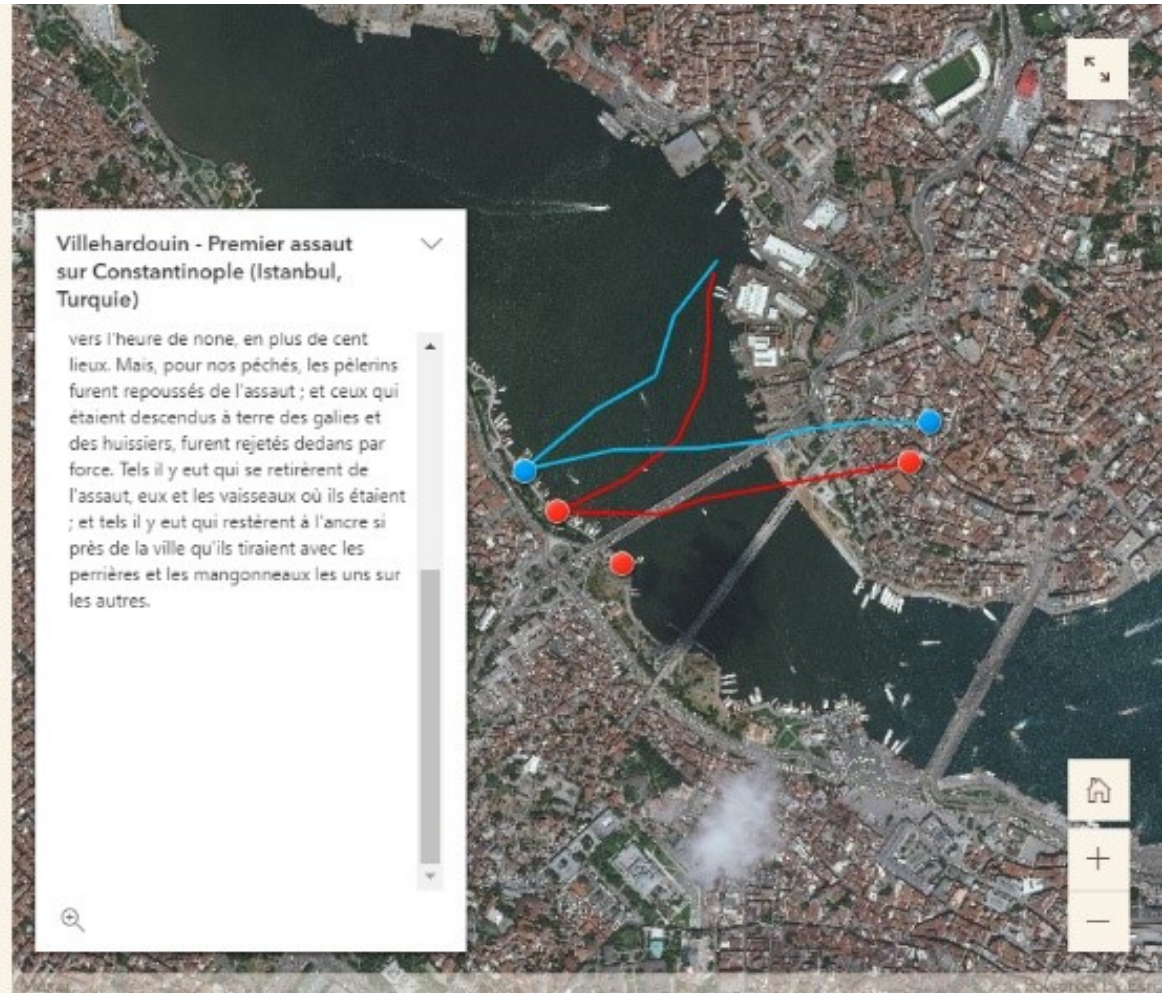 Villehardouin - Premier assaut
sur Constantinople (Istanbul,
Turquie)
vers l'heure de none, en plus de cent
lieux. Mais, pour nos péchés, les pèlerins
furent repoussés de l'assaut ; et ceux qui
étaient descendus à terre des galies et
des huissiers, furent rejetés dedans par
force. Tels il y eut qui se retirèrent de
l'assaut, eux et les vaisseaux où ils étaient
; et tels il y eut qui restèrent à l'ancre si
près de la ville qu'ils tiraient avec les
perrières et les mangonneaux les uns sur
les autres.
Powered by Esri